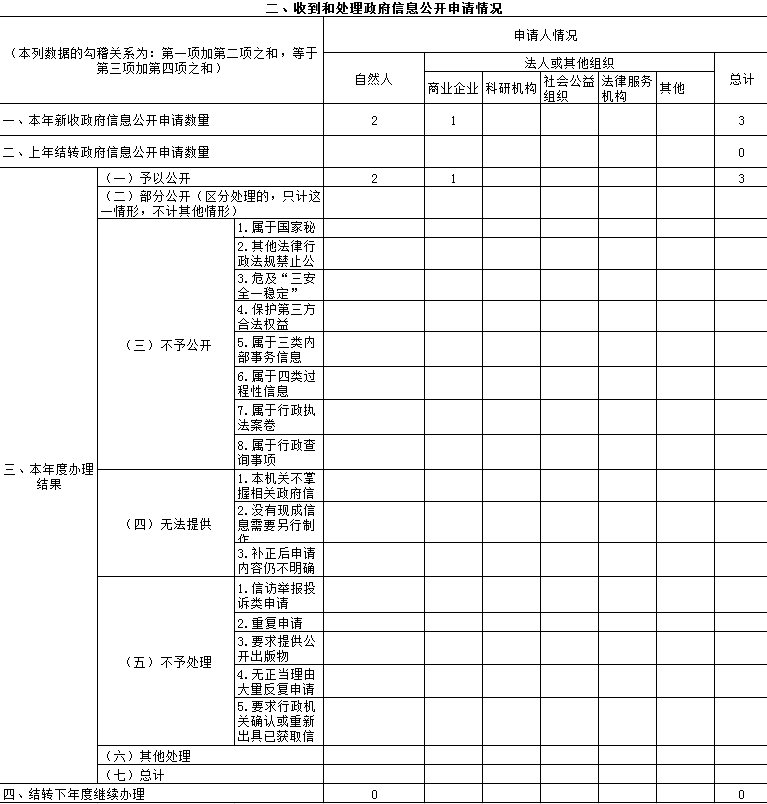 二、收到和处理政府信息公开申请情况
（本列数据的勾稽关系为：第一项加第二项之和，等于
第三项加第四项之和）
申请人情况
自然人
法人或其他组织
总计
商业企业
科研机构
社会公益
组织
法律服务
机构
其他
一、本年新收政府信息公开申请数量 2 1 3
二、上年结转政府信息公开申请数量 0
三、本年度办理
结果
（一）予以公开 2 1 3
（二）部分公开（区分处理的，只计这
一情形，不计其他情形）
（三）不予公开
1.属于国家秘
2.其他法律行
政法规禁止公
3.危及“三安
全一稳定”
4.保护第三方
合法权益
5.属于三类内
部事务信息
6.属于四类过
程性信息
7.属于行政执
法案卷
8.属于行政查
询事项
（四）无法提供
1.本机关不掌
握相关政府信
2.没有现成信
息需要另行制
作
3.补正后申请
内容仍不明确
（五）不予处理
1.信访举报投
诉类申请
2.重复申请
3.要求提供公
开出版物
4.无正当理由
大量反复申请
5.要求行政机
关确认或重新
出具已获取信
（六）其他处理
（七）总计
四、结转下年度继续办理 0 0